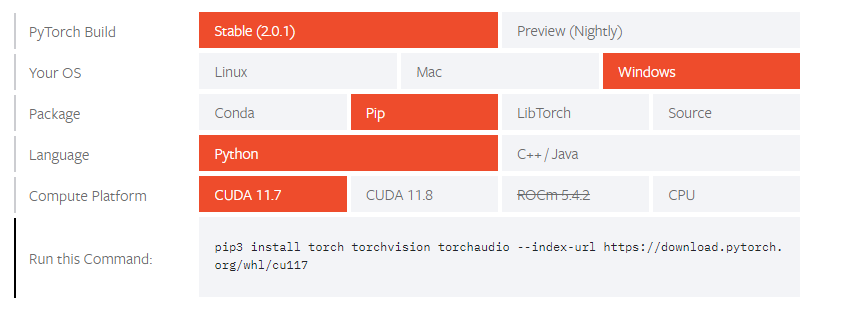 PyTorch Build Stable (2.0.1) Preview (Nightly)
Your OS Linux Mac Windows
Package Conda Pip LibTorch Source
Language Python C++ / Java
Compute Platform CUDA 11.7 CUDA 11.8 ROCm 5.4.2 CPU
Run this Command:
pip3 install torch torchvision torchaudio --index-url https://download.pytorch.
org/whl/cu117